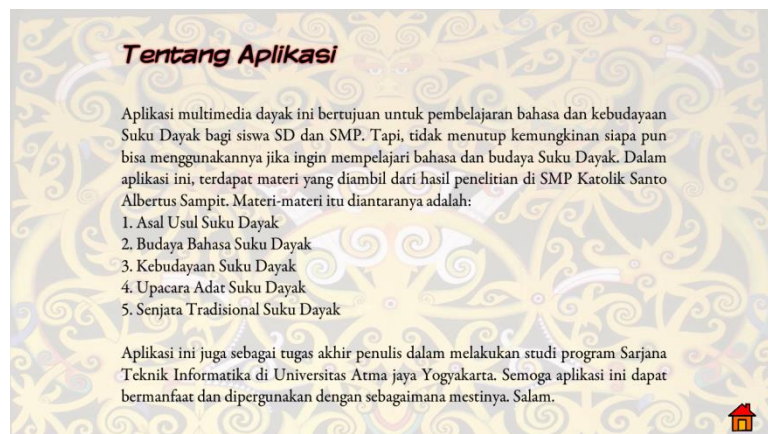 Tentang Aplikasi
Aplikasi multimedia dayak ini bertujuan untuk pembelajaran bahasa dan kebudayaan
Suku Dayak bagi siswa SD dan SMP. Tapi, tidak menutup kemungkinan siapa pun
bisa menggunakannya jika ingin mempelajari bahasa dan budaya Suku Dayak. Dalam
aplikasi ini, terdapat materi yang diambil dari hasil penelitian di SMP Katolik Santo
Albertus Sampit. Materi-materi itu diantaranya adalah:
1. Asal Usul Suku Dayak
2. Budaya Bahasa Suku Dayak
3. Kebudayaan Suku Dayak
4. Upacara Adat Suku Dayak
5. Senjata Tradisional Suku Dayak
Aplikasi ini juga sebagai tugas akhir penulis dalam melakukan studi program Sarjana
Teknik Informatika di Universitas Atma jaya Yogyakarta. Semoga aplikasi ini dapat
bermanfaat dan dipergunakan dengan sebagaimana mestinya. Salam.